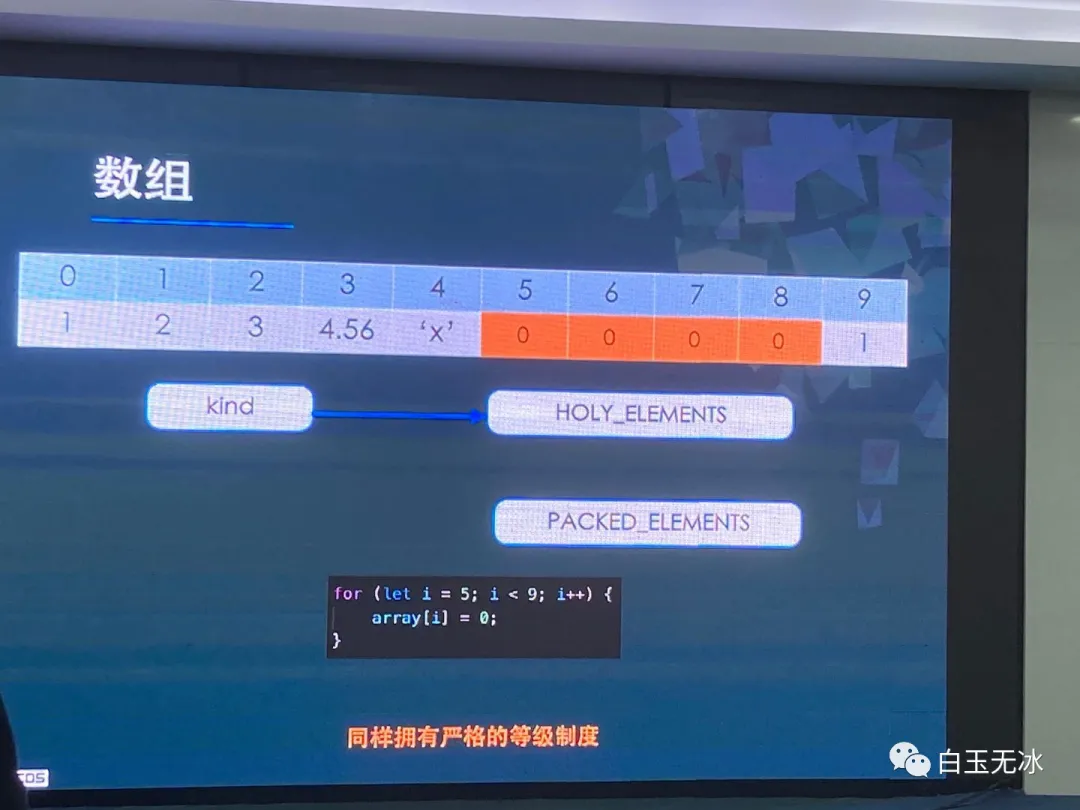 数组
0 1 2 3 4 5 6 7 8 9
1 2 3 4.56 ‘x’ 0 0 0 0 1
kind
HOLY_ELEMENTS
PACKED_ELEMENTS
for (let i = 5; i < 9; i++) {
array[i] = 0;
}
同样拥有严格的等级制度
白玉无冰